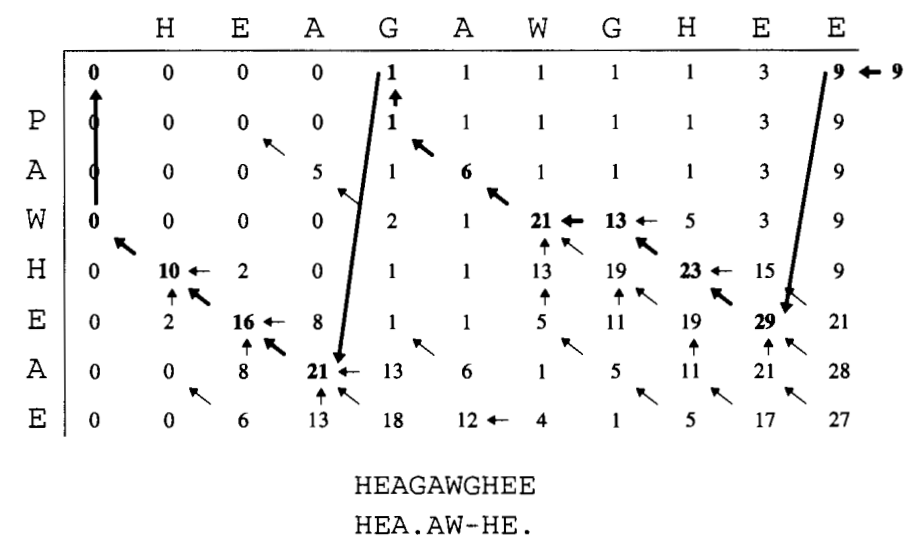 H E A G A W G H E E
0 0 0 0 1 1 1 1 1 3 9 9
P 0 0 0 0 1 1 1 1 1 3 9
A 0 0 0 5 1 6 1 1 1 3 9
W 0 0 0 0 2 1 21 13 5 3 9
H 0 10 2 0 1 1 13 19 23 15 9
E 0 2 16 8 1 1 5 11 19 29 21
A 0 0 8 21 13 6 1 5 11 21 28
E 0 0 6 13 18 12 4 1 5 17 27
HEAGAWGHEE
HEA.AW-HE.